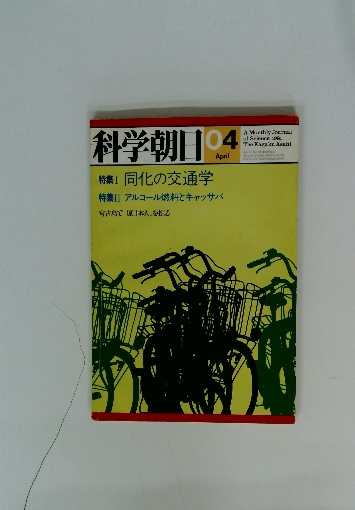 科学朝日
04
April
A Monthly Journal
of Science 1981
The Kagaku Asahi
特集I 同化の交通学
特集II アルコール燃料とキャッサバ